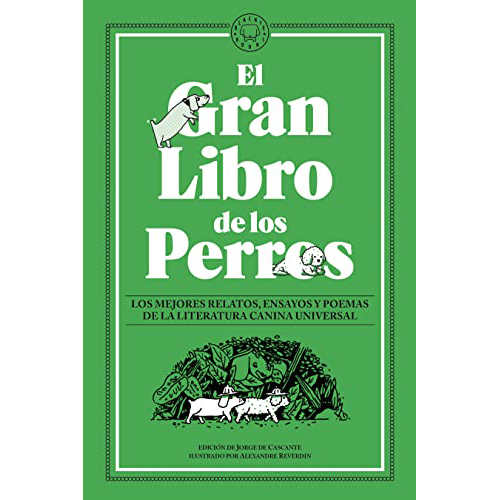 El
Gran
Libro
de los
Perros
LOS MEJORES RELATOS, ENSAYOS Y POEMAS
DE LA LITERATURA CANINA UNIVERSAL
EDICIÓN DE JORGE DE CASCANTE
ILUSTRADO POR ALEXANDRE REVERDIN